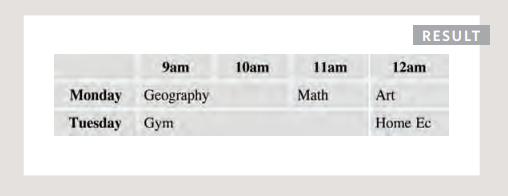 RESULT
9am 10am 11am 12am
Monday Geography Math Art
Tuesday Gym Home Ec